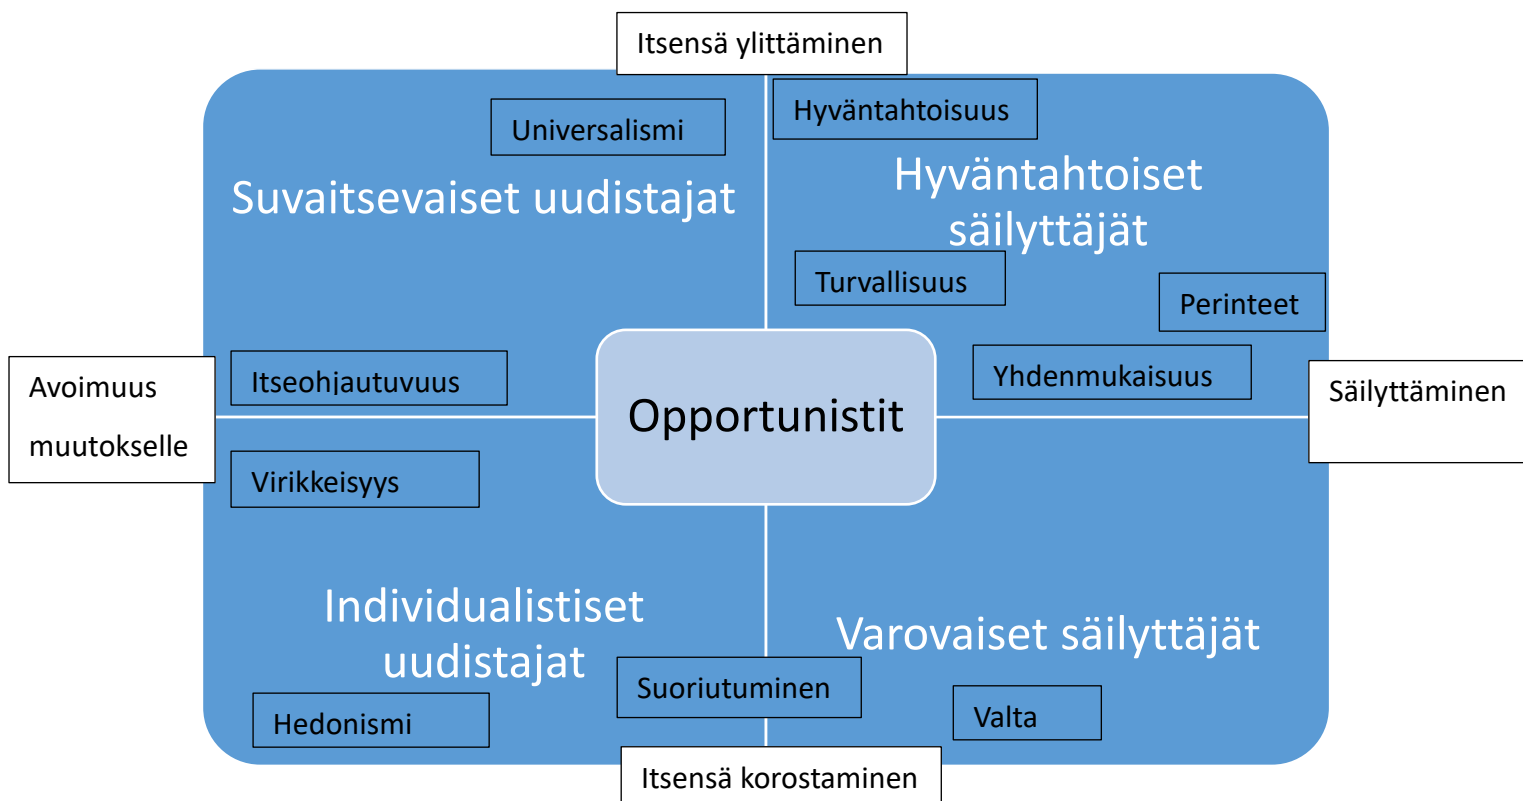 Itsensä ylittäminen
Universalismi
Hyväntahtoisuus
Suvaitsevaiset uudistajat
Hyväntahtoiset
säilyttäjät
Turvallisuus
Perinteet
Avoimuus
muutokselle
Itseohjautuvuus
Opportunistit
Yhdenmukaisuus
Säilyttäminen
Virikkeisyys
Individualistiset
uudistajat
Varovaiset säilyttäjät
Suoriutuminen
Hedonismi
Valta
Itsensä korostaminen